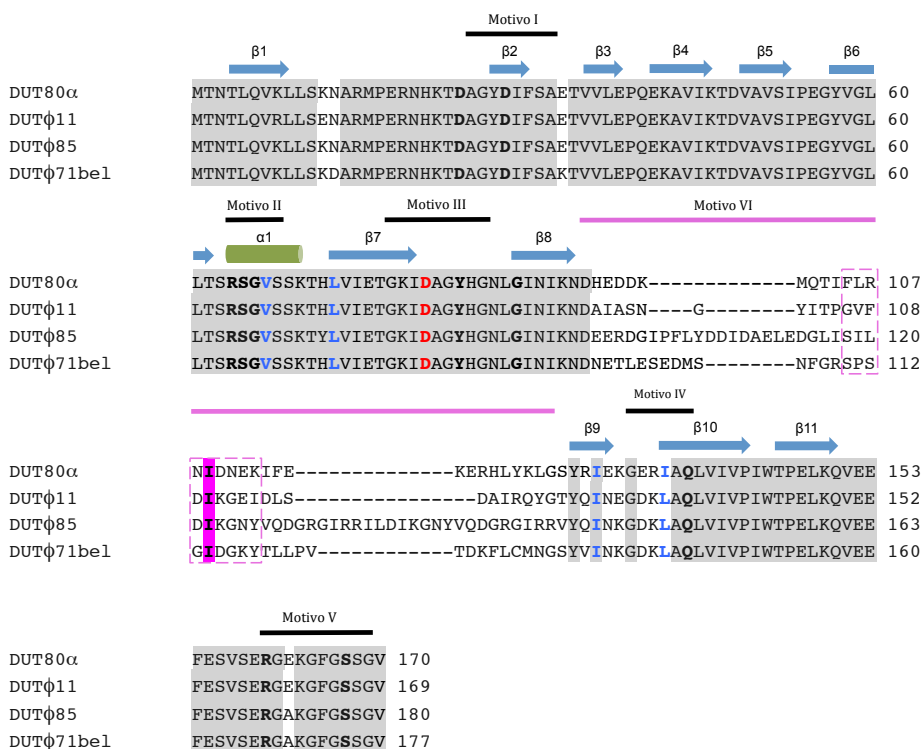 Motivo I
β1 β2 β3 β4 β5 β6
DUT80α MTNTLQVKLLSKNARMPERNHKTDAGYDIFSAETVVLEPQEKAVIKTDVAVSIPEGYVGL 60
DUTϕ11 MTNTLQVRLLSENARMPERNHKTDAGYDIFSAETVVLEPQEKAVIKTDVAVSIPEGYVGL 60
DUTϕ85 MTNTLQVKLLSKNARMPERNHKTDAGYDIFSAETVVLEPQEKAVIKTDVAVSIPEGYVGL 60
DUTϕ71bel MTNTLQVKLLSKDARMPERNHKTDAGYDIFSAKTVVLEPQEKAVIKTDVAVSIPEGYVGL 60
Motivo II Motivo III Motivo VI
α1 β7 β8
DUT80α LTSRSGVSSKTHLVIETGKIDAGYHGNLGINIKNDHEDDK-------------MQTIFLR 107
DUTϕ11 LTSRSGVSSKTHLVIETGKIDAGYHGNLGINIKNDAIASN----G--------YITPGVF 108
DUTϕ85 LTSRSGVSSKTYLVIETGKIDAGYHGNLGINIKNDEERDGIPFLYDDIDAELEDGLISIL 120
DUTϕ71bel LTSRSGVSSKTHLVIETGKIDAGYHGNLGINIKNDNETLESEDMS--------NFGRSPS 112
Motivo IV
β9 β10 β11
DUT80α NIDNEKIFE--------------KERHLYKLGSYRIEKGERIAQLVIVPIWTPELKQVEE 153
DUTϕ11 DIKGEIDLS----------------DAIRQYGTYQINEGDKLAQLVIVPIWTPELKQVEE 152
DUTϕ85 DIKGNYVQDGRGIRRILDIKGNYVQDGRGIRRVYQINKGDKLAQLVIVPIWTPELKQVEE 163
DUTϕ71bel GIDGKYTLLPV------------TDKFLCMNGSYVINKGDKLAQLVIVPIWTPELKQVEE 160
Motivo V
DUT80α FESVSERGEKGFGSSGV 170
DUTϕ11 FESVSERGEKGFGSSGV 169
DUTϕ85 FESVSERGAKGFGSSGV 180
DUTϕ71bel FESVSERGAKGFGSSGV 177